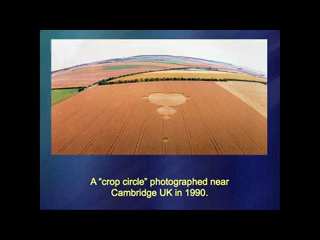 A “crop circle” photographed near
Cambridge UK in 1990.